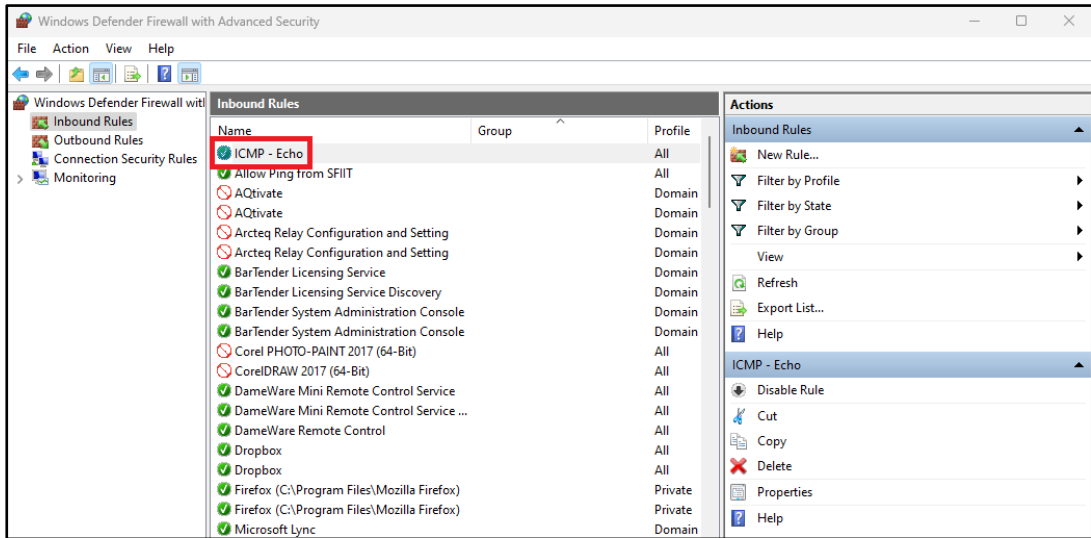 Windows Defender Firewall with Advanced Security
File Action View Help
Windows Defender Firewall with
Inbound Rules
Outbound Rules
Connection Security Rules
Monitoring
Inbound Rules
Name Group Profile
ICMP - Echo All
Allow Ping from SFIIT All
AQtivate Domain
AQtivate Domain
Arcteq Relay Configuration and Setting Domain
Arcteq Relay Configuration and Setting Domain
BarTender Licensing Service Domain
BarTender Licensing Service Discovery Domain
BarTender System Administration Console Domain
BarTender System Administration Console Domain
Corel PHOTO-PAINT 2017 (64-Bit) All
CorelDRAW 2017 (64-Bit) All
DameWare Mini Remote Control Service All
DameWare Mini Remote Control Service ... All
DameWare Remote Control All
Dropbox All
Dropbox All
Firefox (C:\Program Files\Mozilla Firefox) Private
Firefox (C:\Program Files\Mozilla Firefox) Private
Microsoft Lync Domain
Actions
Inbound Rules
New Rule...
Filter by Profile
Filter by State
Filter by Group
View
Refresh
Export List...
Help
ICMP - Echo
Disable Rule
Cut
Copy
Delete
Properties
Help